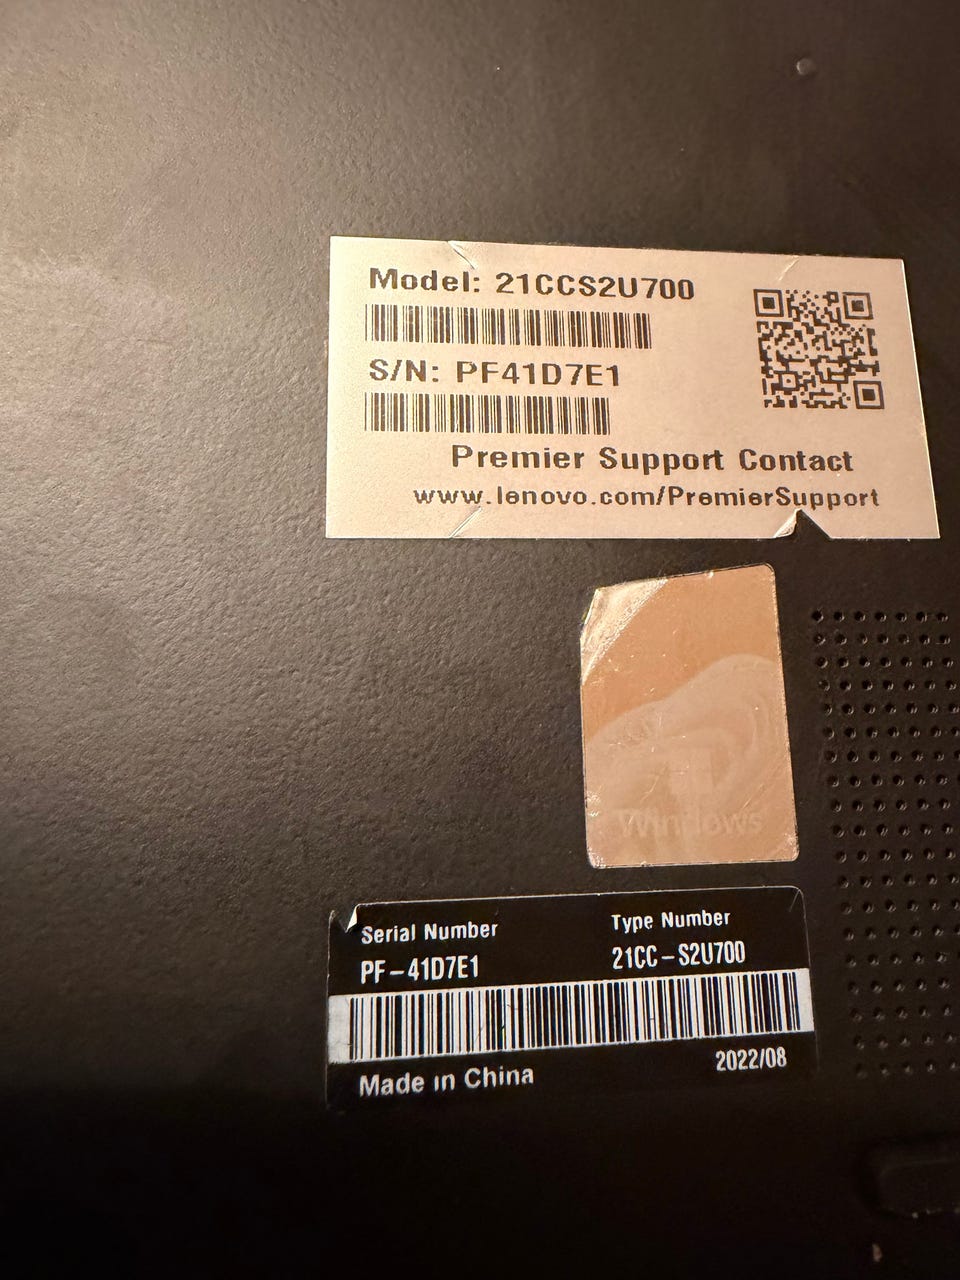 Model: 21CCS2U700
S/N: PF41D7E1
Premier Support Contact
www.lenovo.com/PremierSupport
Windows
Serial Number Type Number
PF-41D7E1 21CC-S2U700
2022/08
Made in China